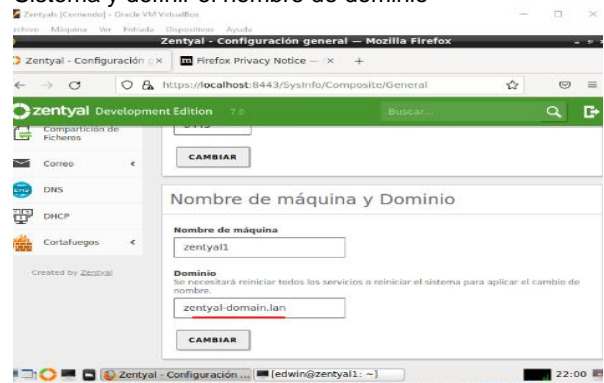 Sistema y definir el nombre de dominio
Zentyals [Corriendo] - Oracle VM VirtualBox
Archivo Máquina Ver Entrada Dispositivos Ayuda
Zentyal - Configuración general — Mozilla Firefox
Zentyal - Configuración × Firefox Privacy Notice — × +
https://localhost:8443/SysInfo/Composite/General
zentyal Development Edition 7.0 Buscar...
Compartición de
Ficheros
8443
CAMBIAR
Correo
DNS
DHCP
Cortafuegos
Created by Zentyal
Nombre de máquina y Dominio
Nombre de máquina
zentyal1
Dominio
Se necesitará reiniciar todos los servicios o reiniciar el sistema para aplicar el cambio de
nombre.
zentyal-domain.lan
CAMBIAR
Zentyal - Configuración ... [edwin@zentyal1: ~] 22:00